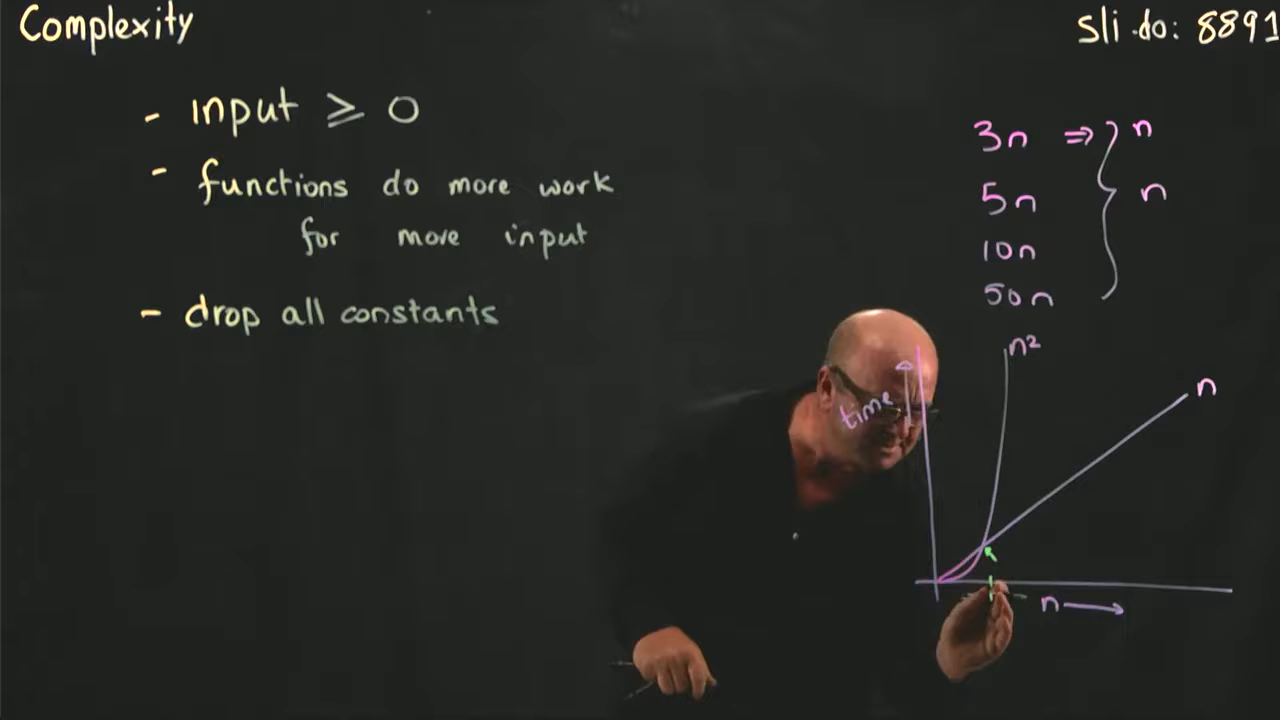 Complexity
sli.do: 8891
- input ≥ 0
- functions do more work
for more input
- drop all constants
3n ⇒ } n
5n n
10n
50n
n²
time
n
n →